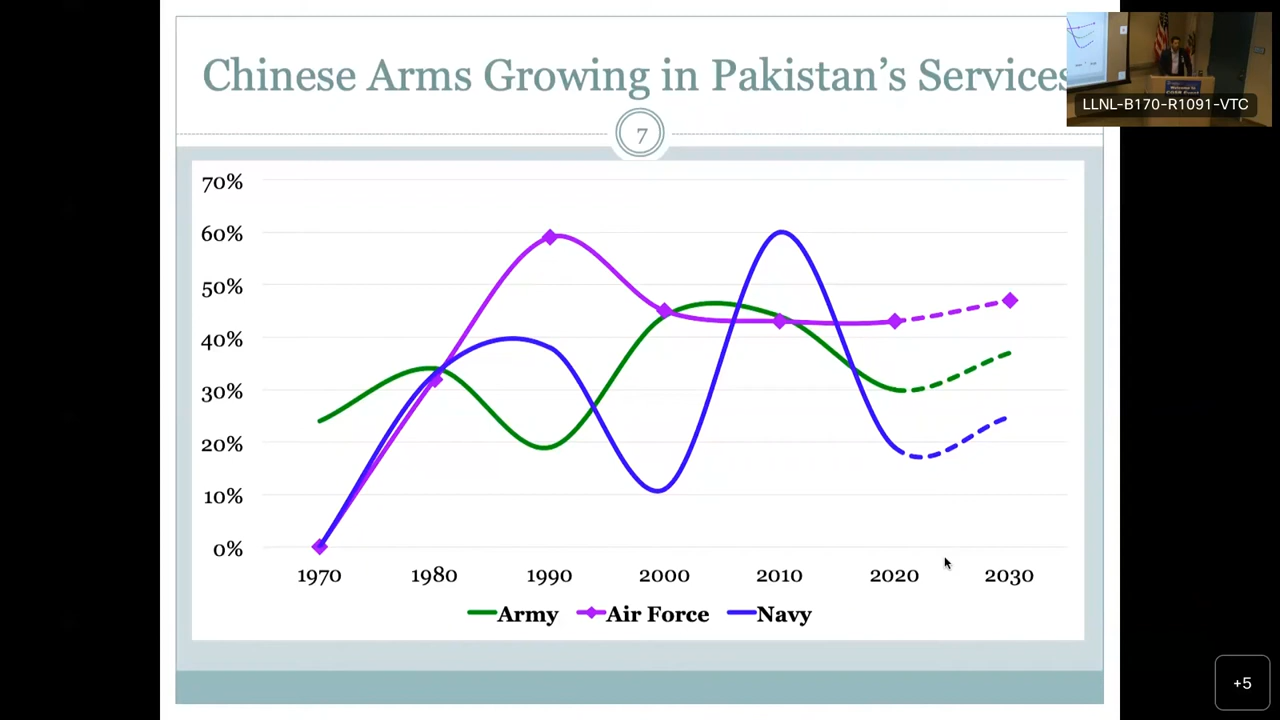 Chinese Arms Growing in Pakistan's Services
LLNL-B170-R1091-VTC
7
70%
60%
50%
40%
30%
20%
10%
0%
1970 1980 1990 2000 2010 2020 2030
Army Air Force Navy
+5